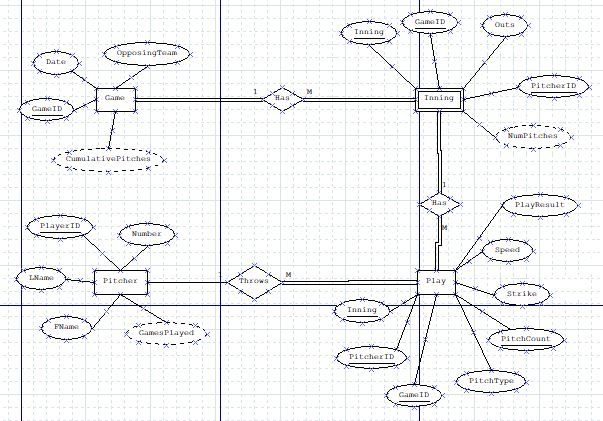 GameID
Inning
Outs
OpposingTeam
Date
PitcherID
Game
1
Has
M
Inning
GameID
NumPitches
CumulativePitches
1
Has
PlayResult
M
PlayerID
Number
Speed
LName
Pitcher
1
Throws
M
Play
Strike
Inning
FName
GamesPlayed
PitchCount
PitcherID
PitchType
GameID